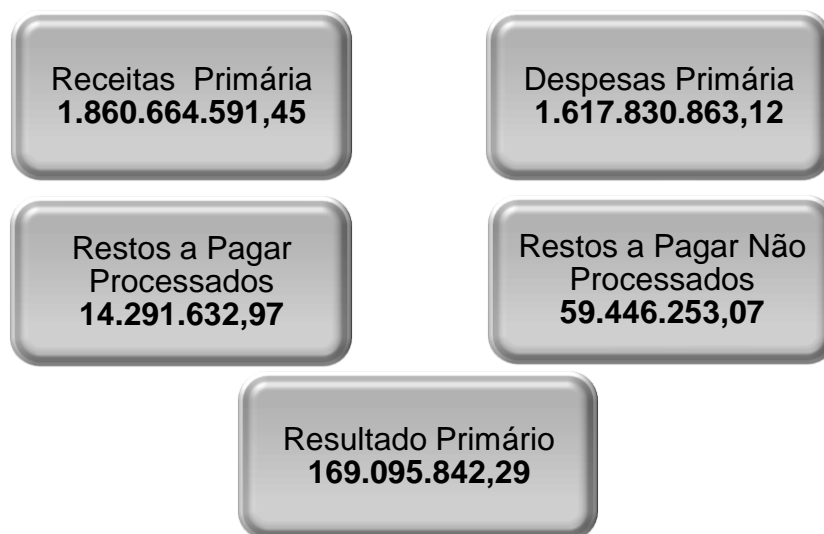 Receitas Primária
1.860.664.591,45
Despesas Primária
1.617.830.863,12
Restos a Pagar
Processados
14.291.632,97
Restos a Pagar Não
Processados
59.446.253,07
Resultado Primário
169.095.842,29